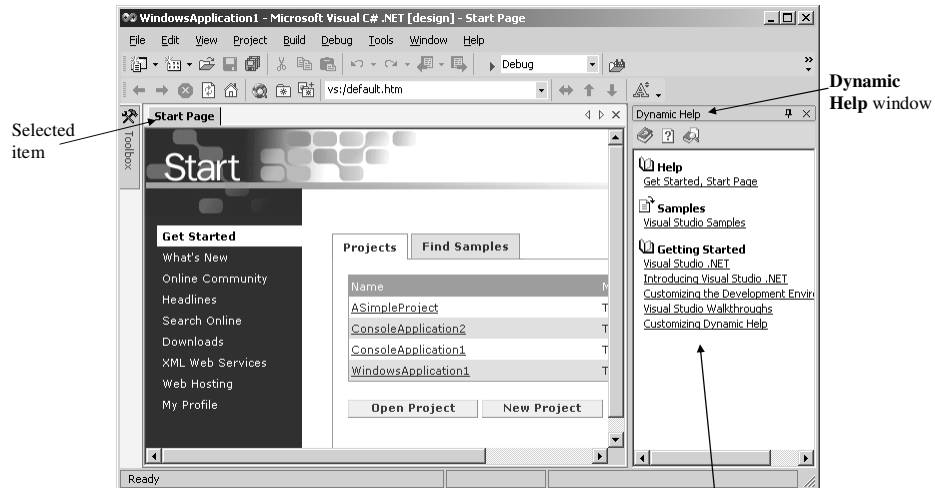 WindowsApplication1 - Microsoft Visual C# .NET [design] - Start Page
File Edit View Project Build Debug Tools Window Help
Debug
vs:/default.htm
Selected
item
Toolbox
Start Page
Dynamic Help
Dynamic
Help window
Start
Get Started
What's New
Online Community
Headlines
Search Online
Downloads
XML Web Services
Web Hosting
My Profile
Projects Find Samples
Name M
ASimpleProject T
ConsoleApplication2 T
ConsoleApplication1 T
WindowsApplication1 T
Open Project New Project
Help
Get Started, Start Page
Samples
Visual Studio Samples
Getting Started
Visual Studio .NET
Introducing Visual Studio .NET
Customizing the Development Envir
Visual Studio Walkthroughs
Customizing Dynamic Help
Ready